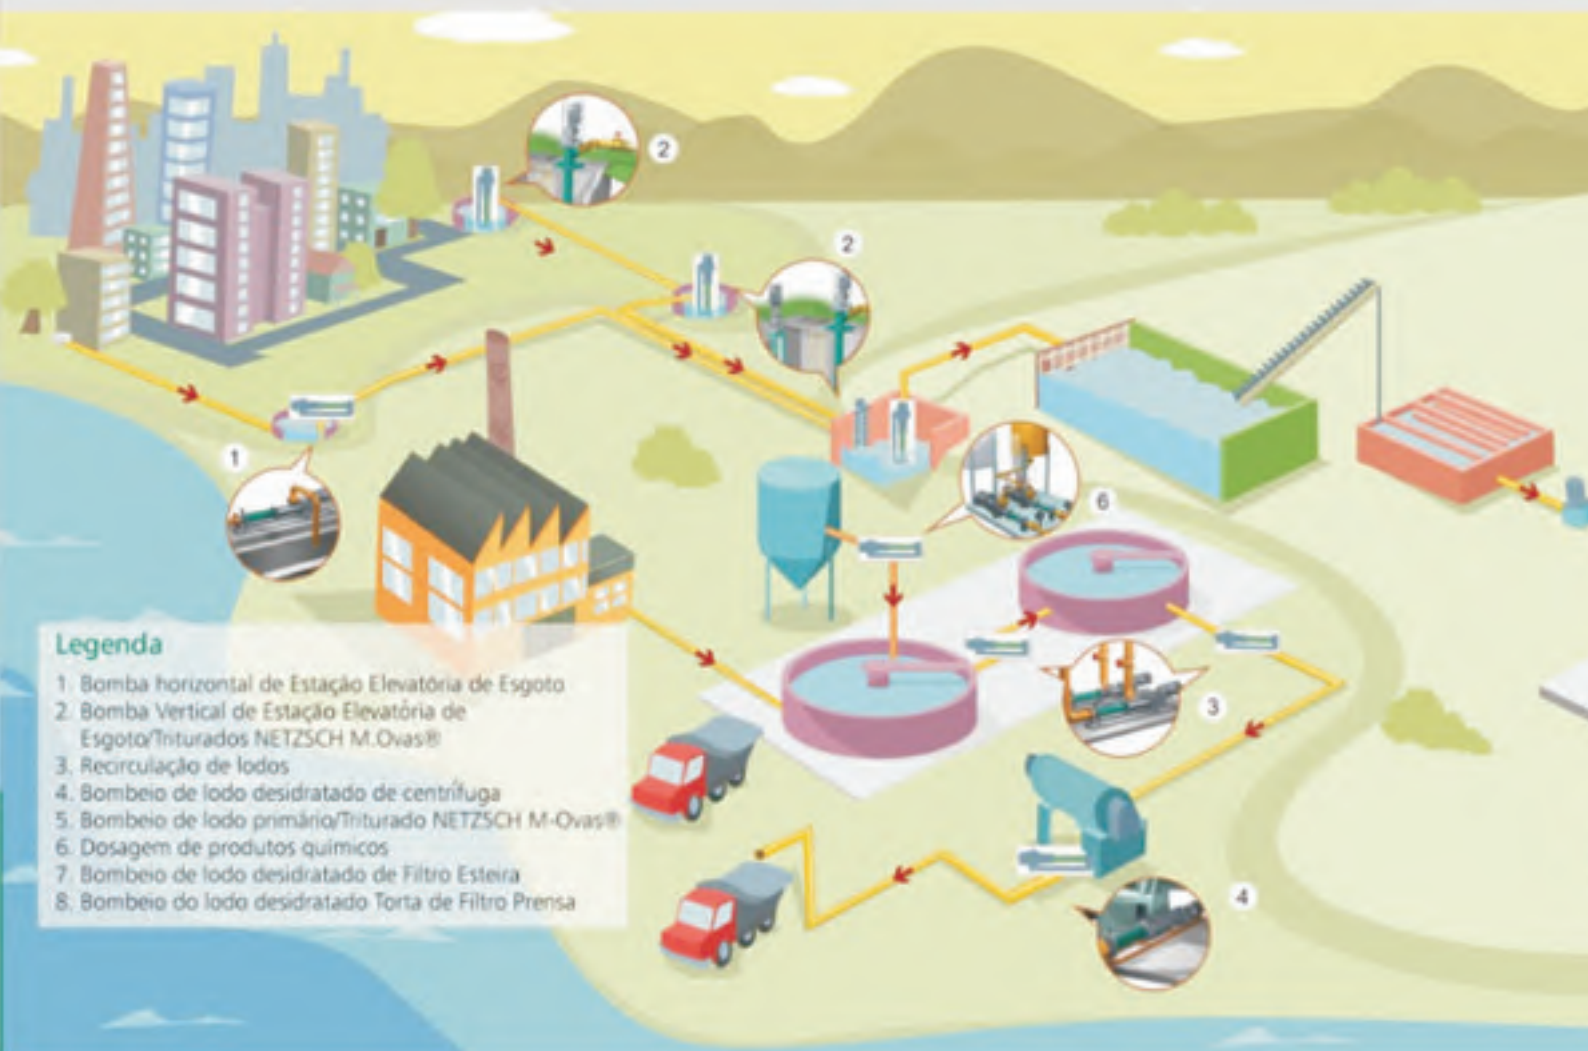 2
2
1
6
3
4
Legenda
1. Bomba horizontal de Estação Elevatória de Esgoto
2. Bomba Vertical de Estação Elevatória de
Esgoto/Triturados NETZSCH M.Ovas®
3. Recirculação de lodos
4. Bombeio de lodo desidratado de centrífuga
5. Bombeio de lodo primário/Triturado NETZSCH M-Ovas®
6. Dosagem de produtos químicos
7. Bombeio de lodo desidratado de Filtro Esteira
8. Bombeio do lodo desidratado Torta de Filtro Prensa